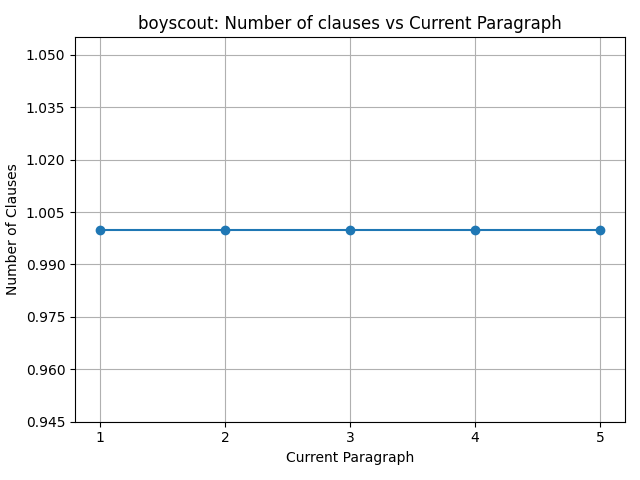 boyscout: Number of clauses vs Current Paragraph
Number of Clauses
1.050
1.035
1.020
1.005
0.990
0.975
0.960
0.945
1 2 3 4 5
Current Paragraph